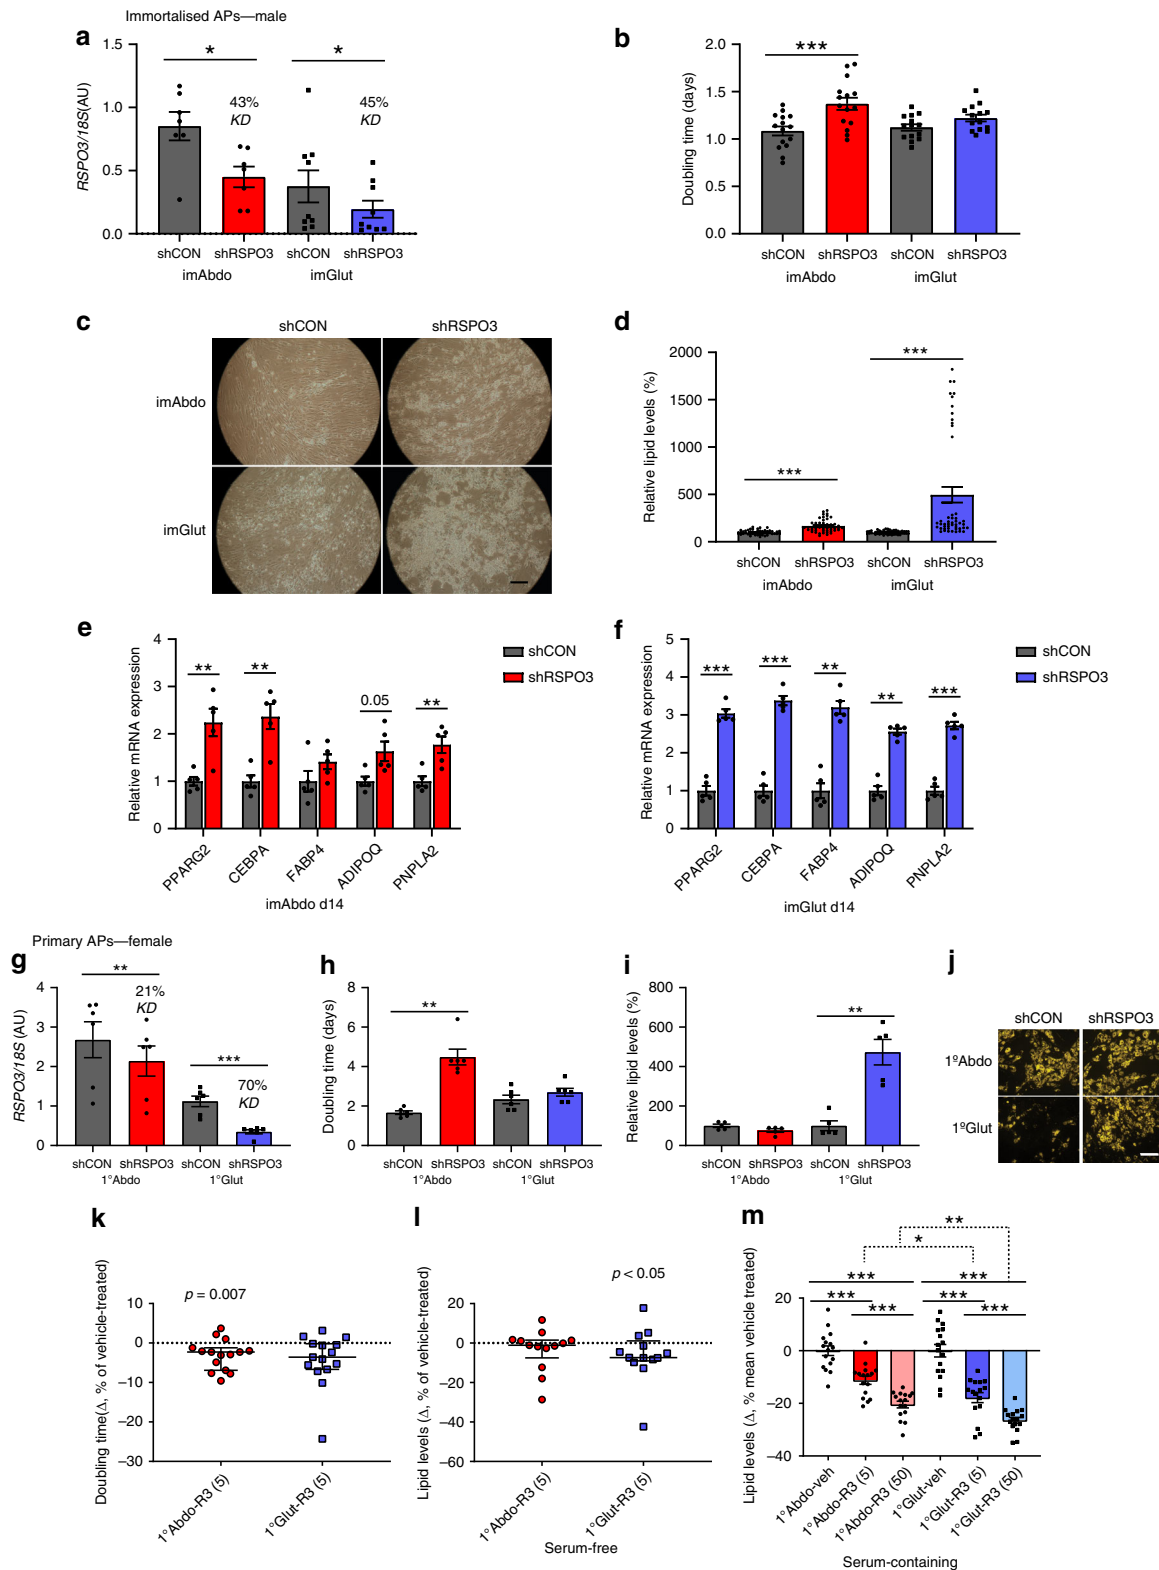 Immortalised APs—male
a
RSPO3/18S(AU)
1.5
1.0
0.5
0.0
*
*
43%
KD
45%
KD
shCON
shRSPO3
shCON
shRSPO3
imAbdo
imGlut
b
Doubling time (days)
2.0
1.5
1.0
0.5
0.0
***
shCON
shRSPO3
shCON
shRSPO3
imAbdo
imGlut
c
shCON
shRSPO3
imAbdo
imGlut
d
Relative lipid levels (%)
2000
1500
1000
500
0
***
***
shCON
shRSPO3
shCON
shRSPO3
imAbdo
imGlut
e
Relative mRNA expression
4
3
2
1
0
**
**
0.05
**
shCON
shRSPO3
PPARG2
CEBPA
FABP4
ADIPOQ
PNPLA2
imAbdo d14
f
Relative mRNA expression
5
4
3
2
1
0
***
***
**
**
***
shCON
shRSPO3
PPARG2
CEBPA
FABP4
ADIPOQ
PNPLA2
imGlut d14
Primary APs—female
g
RSPO3/18S (AU)
4
3
2
1
0
**
21%
KD
***
70%
KD
shCON
shRSPO3
shCON
shRSPO3
1°Abdo
1°Glut
h
Doubling time (days)
8
6
4
2
0
**
shCON
shRSPO3
shCON
shRSPO3
1°Abdo
1°Glut
i
Relative lipid levels (%)
800
600
400
200
0
**
shCON
shRSPO3
shCON
shRSPO3
1°Abdo
1°Glut
j
shCON
shRSPO3
1ºAbdo
1ºGlut
k
Doubling time(Δ, % of vehicle-treated)
10
0
−10
−20
−30
p = 0.007
1°Abdo-R3 (5)
1°Glut-R3 (5)
l
Lipid levels (Δ, % of vehicle-treated)
20
0
−20
−40
−60
p < 0.05
1°Abdo-R3 (5)
1°Glut-R3 (5)
Serum-free
m
Lipid levels (Δ, % mean vehicle treated)
20
0
−20
−40
**
*
***
***
***
***
***
***
1°Abdo-veh
1°Abdo-R3 (5)
1°Abdo-R3 (50)
1°Glut-veh
1°Glut-R3 (5)
1°Glut-R3 (50)
Serum-containing